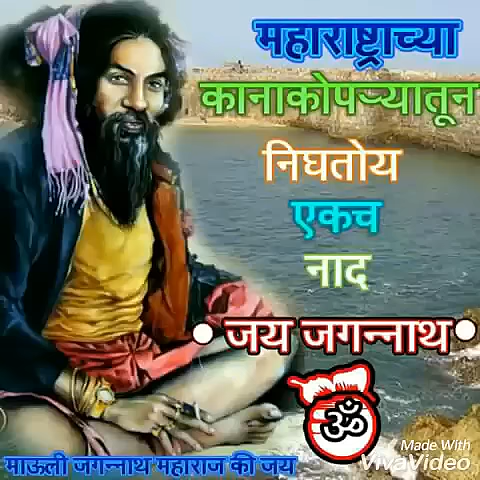 महाराष्ट्राच्या
कानाकोपऱ्यातून
निघतोय
एकच
नाद
• जय जगन्नाथ •
ॐ
माऊली जगन्नाथ महाराज की जय
Made With
VivaVideo